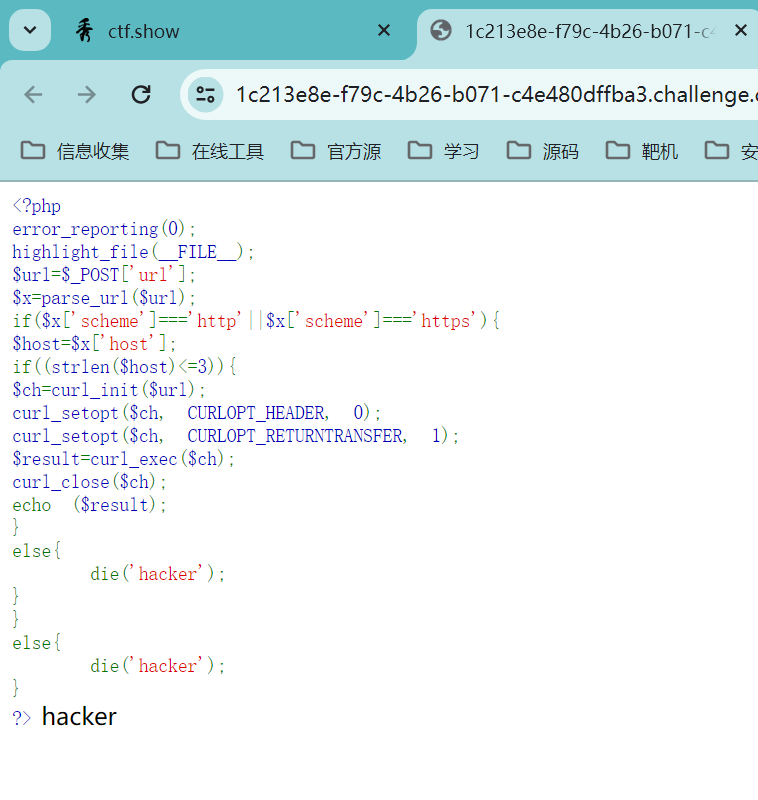 秀 ctf.show
1c213e8e-f79c-4b26-b071-c4
1c213e8e-f79c-4b26-b071-c4e480dffba3.challenge.c
信息收集 在线工具 官方源 学习 源码 靶机 安
<?php
error_reporting(0);
highlight_file(__FILE__);
$url=$_POST['url'];
$x=parse_url($url);
if($x['scheme']==='http'||$x['scheme']==='https'){
$host=$x['host'];
if((strlen($host)<=3)){
$ch=curl_init($url);
curl_setopt($ch, CURLOPT_HEADER, 0);
curl_setopt($ch, CURLOPT_RETURNTRANSFER, 1);
$result=curl_exec($ch);
curl_close($ch);
echo ($result);
}
else{
die('hacker');
}
}
else{
die('hacker');
}
?> hacker